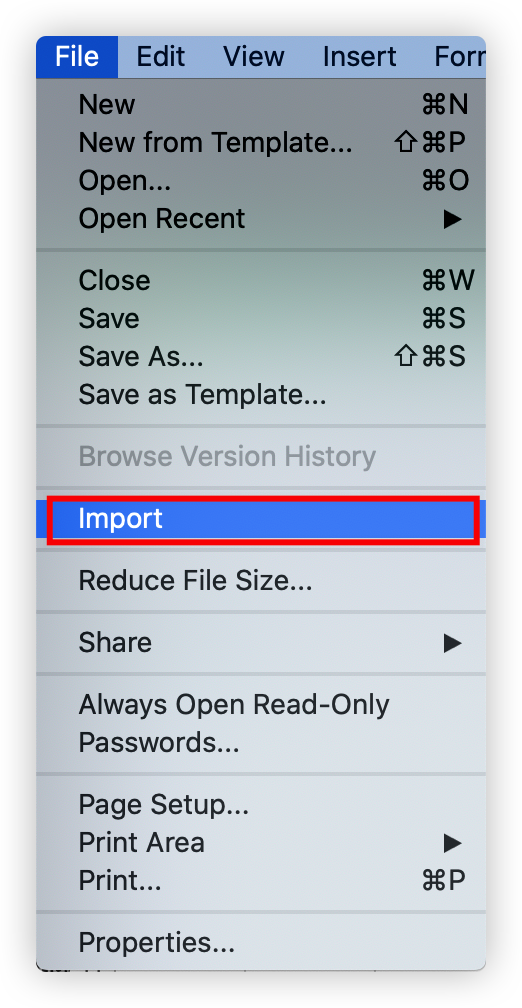 File Edit View Insert Forr
New ⌘N
New from Template... ⇧⌘P
Open... ⌘O
Open Recent ▶
Close ⌘W
Save ⌘S
Save As... ⇧⌘S
Save as Template...
Browse Version History
Import
Reduce File Size...
Share ▶
Always Open Read-Only
Passwords...
Page Setup...
Print Area ▶
Print... ⌘P
Properties...